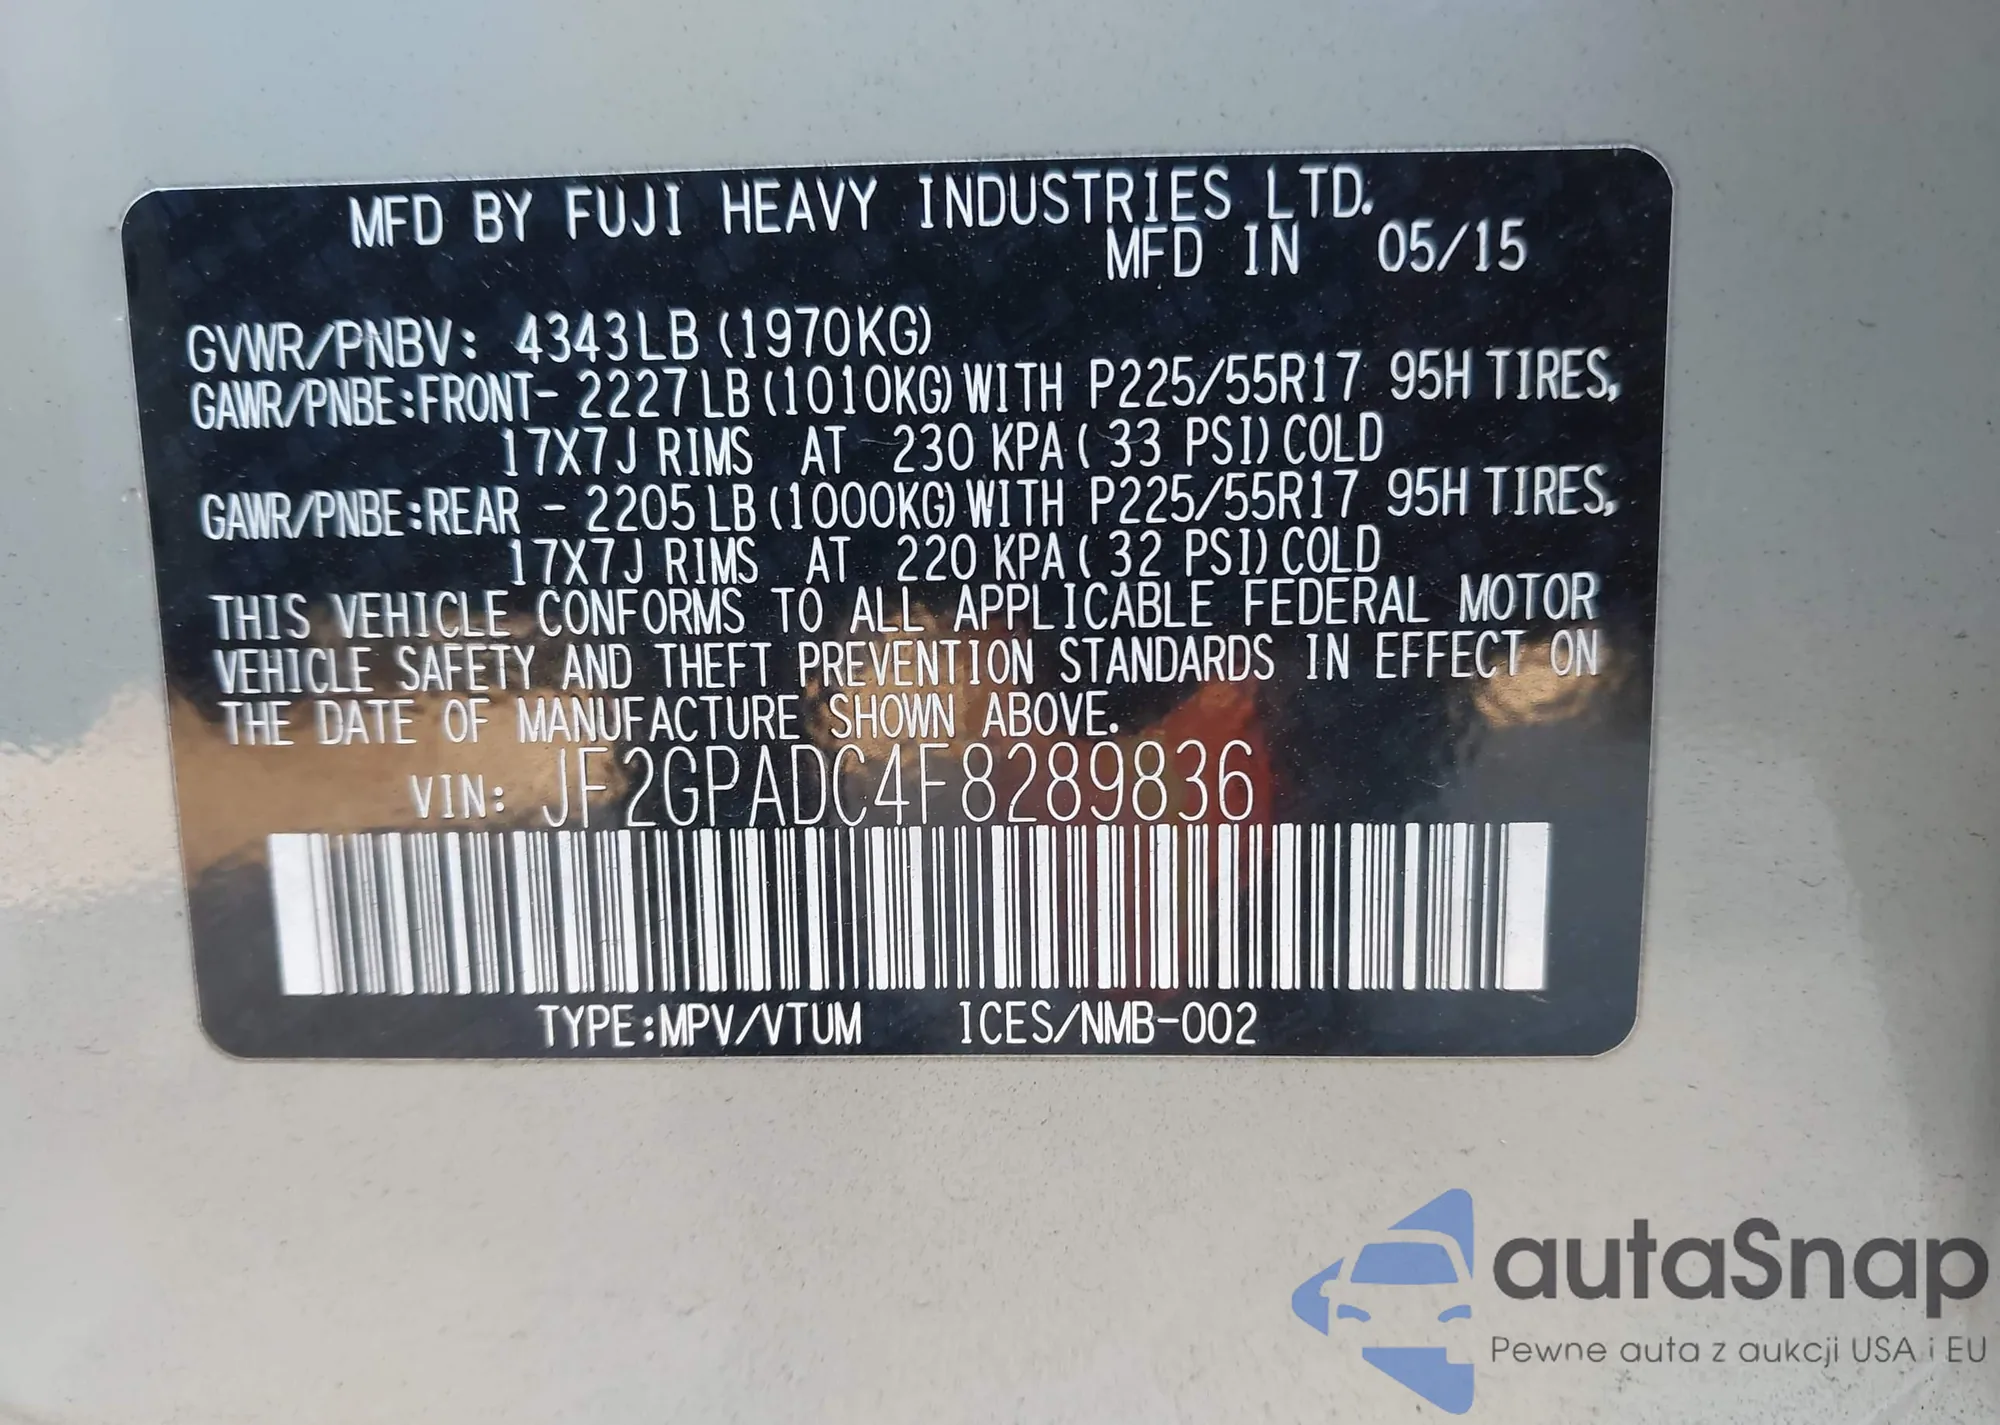 MFD BY FUJI HEAVY INDUSTRIES LTD.
MFD IN 05/15
GVWR/PNBV: 4343LB (1970KG)
GAWR/PNBE:FRONT- 2227LB(1010KG)WITH P225/55R17 95H TIRES,
17X7J RIMS AT 230 KPA( 33 PSI)COLD
GAWR/PNBE:REAR - 2205LB(1000KG)WITH P225/55R17 95H TIRES,
17X7J RIMS AT 220 KPA( 32 PSI)COLD
THIS VEHICLE CONFORMS TO ALL APPLICABLE FEDERAL MOTOR
VEHICLE SAFETY AND THEFT PREVENTION STANDARDS IN EFFECT ON
THE DATE OF MANUFACTURE SHOWN ABOVE.
VIN: JF2GPADC4F8289836
TYPE:MPV/VTUM ICES/NMB-002
autaSnap
Pewne auta z aukcji USA i EU